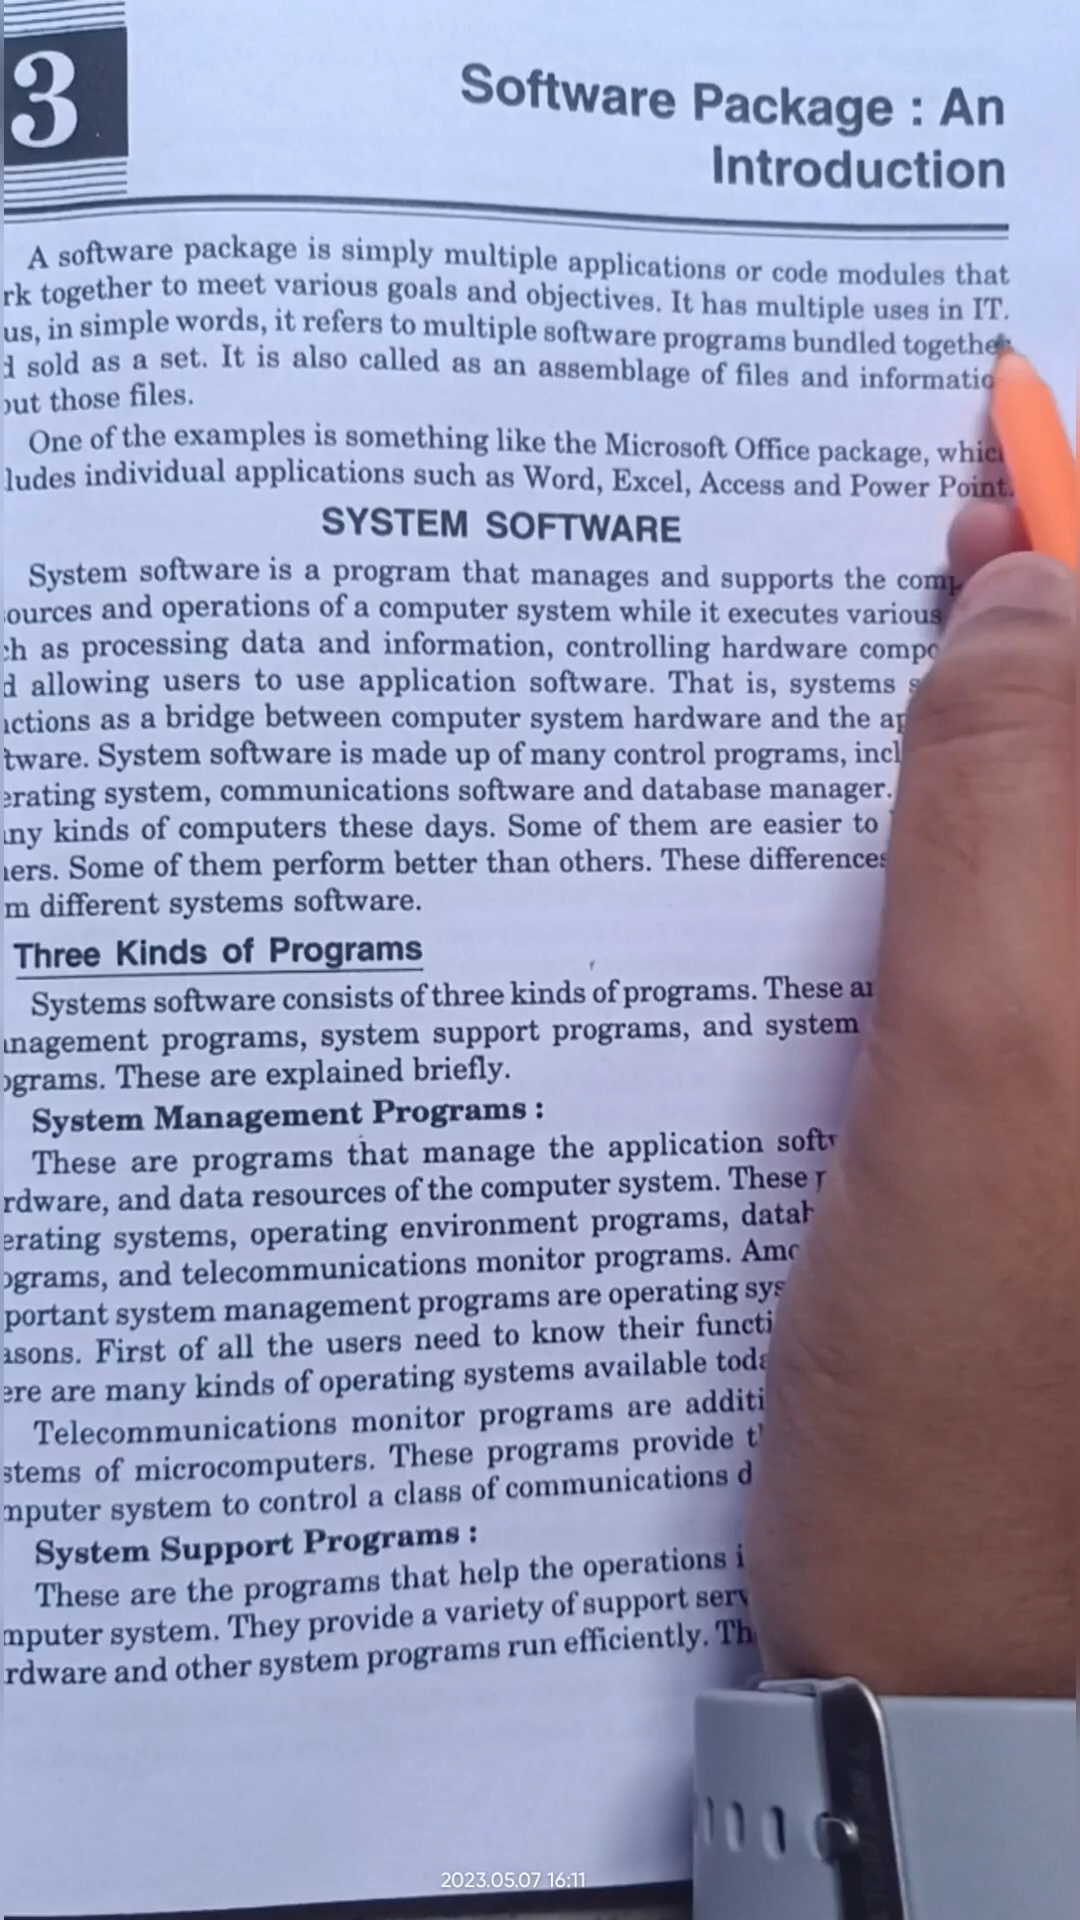 3
Software Package : An
Introduction
A software package is simply multiple applications or code modules that
rk together to meet various goals and objectives. It has multiple uses in IT.
us, in simple words, it refers to multiple software programs bundled togethe
d sold as a set. It is also called as an assemblage of files and informatio
out those files.
One of the examples is something like the Microsoft Office package, whic
ludes individual applications such as Word, Excel, Access and Power Point.
SYSTEM SOFTWARE
System software is a program that manages and supports the comp
ources and operations of a computer system while it executes various
ch as processing data and information, controlling hardware compo
d allowing users to use application software. That is, systems s
nctions as a bridge between computer system hardware and the ap
tware. System software is made up of many control programs, incl
erating system, communications software and database manager.
any kinds of computers these days. Some of them are easier to
hers. Some of them perform better than others. These differences
m different systems software.
Three Kinds of Programs
Systems software consists of three kinds of programs. These ar
anagement programs, system support programs, and system
ograms. These are explained briefly.
System Management Programs :
These are programs that manage the application softw
rdware, and data resources of the computer system. These p
erating systems, operating environment programs, datab
ograms, and telecommunications monitor programs. Amo
portant system management programs are operating sys
asons. First of all the users need to know their functi
ere are many kinds of operating systems available toda
Telecommunications monitor programs are additi
stems of microcomputers. These programs provide t
mputer system to control a class of communications d
System Support Programs :
These are the programs that help the operations i
mputer system. They provide a variety of support serv
rdware and other system programs run efficiently. Th
2023.05.07 16:11